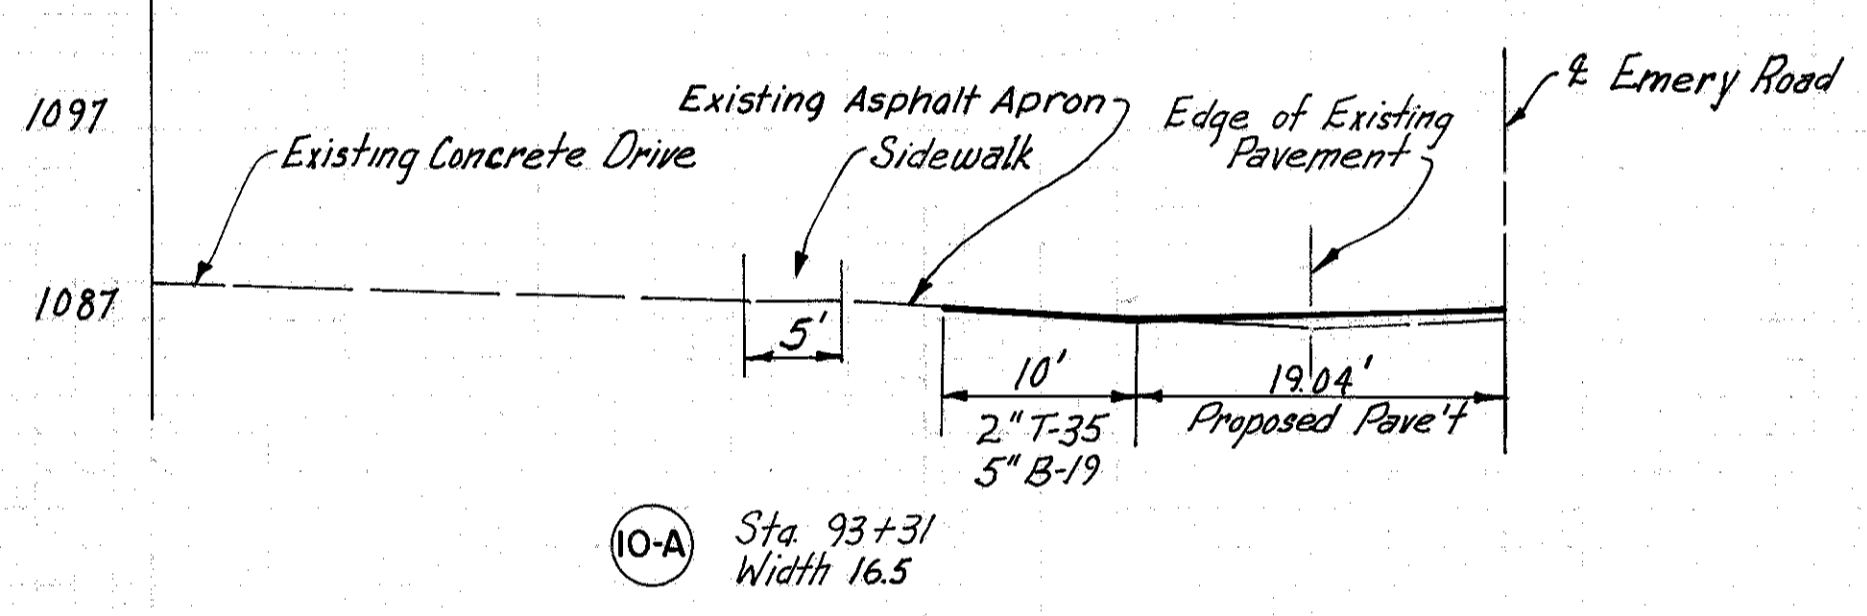 1097
Existing Concrete Drive
Existing Asphalt Apron
Sidewalk
Edge of Existing
Pavement
℄ Emery Road
1087
5'
10'
19.04'
2" T-35
5" B-19
Proposed Pave't
10-A
Sta. 93+31
Width 16.5